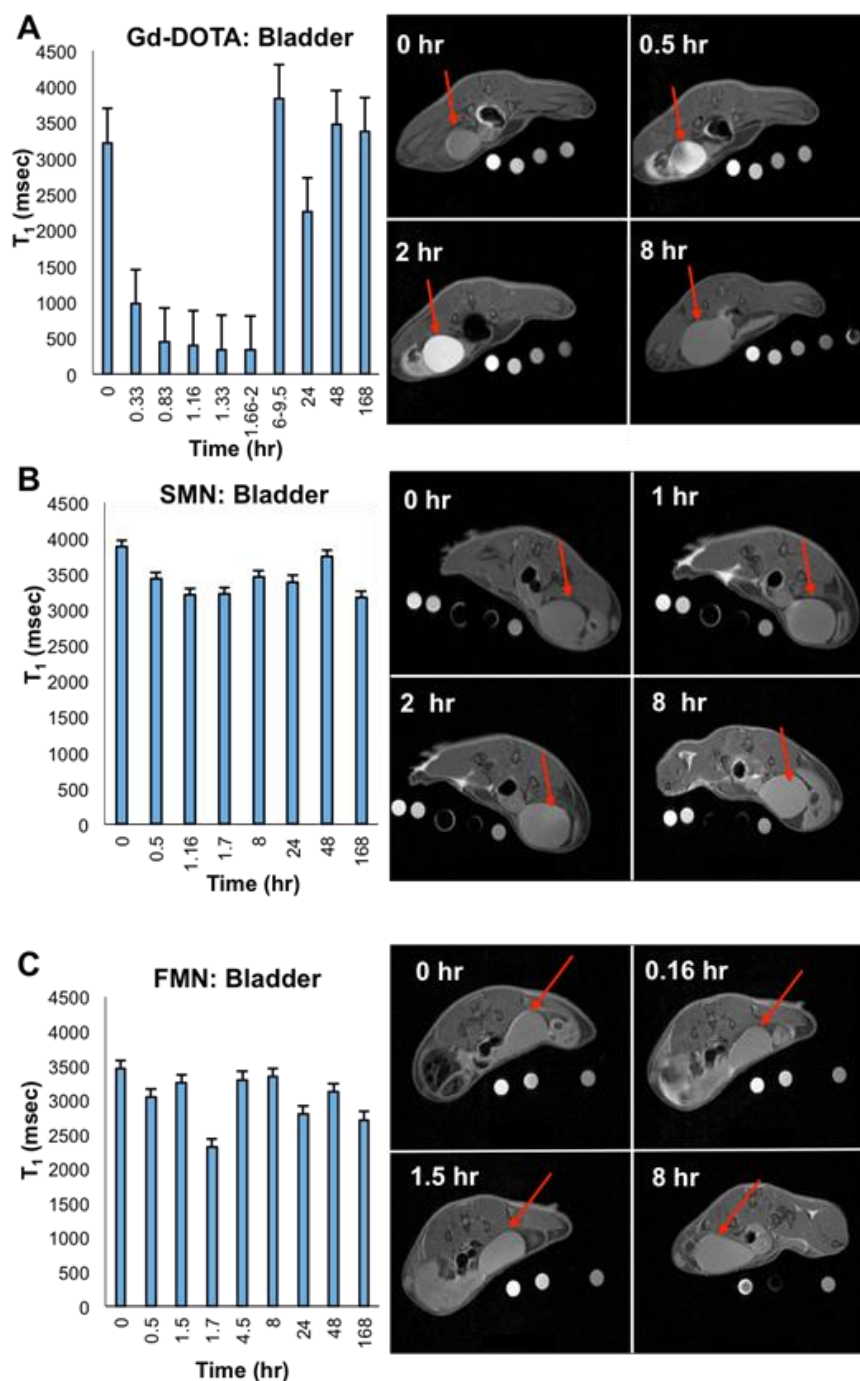 A
Gd-DOTA: Bladder
4500
4000
3500
3000
2500
2000
1500
1000
500
0
T1 (msec)
0
0.33
0.83
1.16
1.33
1.66-2
6-9.5
24
48
168
Time (hr)
0 hr
0.5 hr
2 hr
8 hr
B
SMN: Bladder
4500
4000
3500
3000
2500
2000
1500
1000
500
0
T1 (msec)
0
0.5
1.16
1.7
8
24
48
168
Time (hr)
0 hr
1 hr
2 hr
8 hr
C
FMN: Bladder
4500
4000
3500
3000
2500
2000
1500
1000
500
0
T1 (msec)
0
0.5
1.5
1.7
4.5
8
24
48
168
Time (hr)
0 hr
0.16 hr
1.5 hr
8 hr